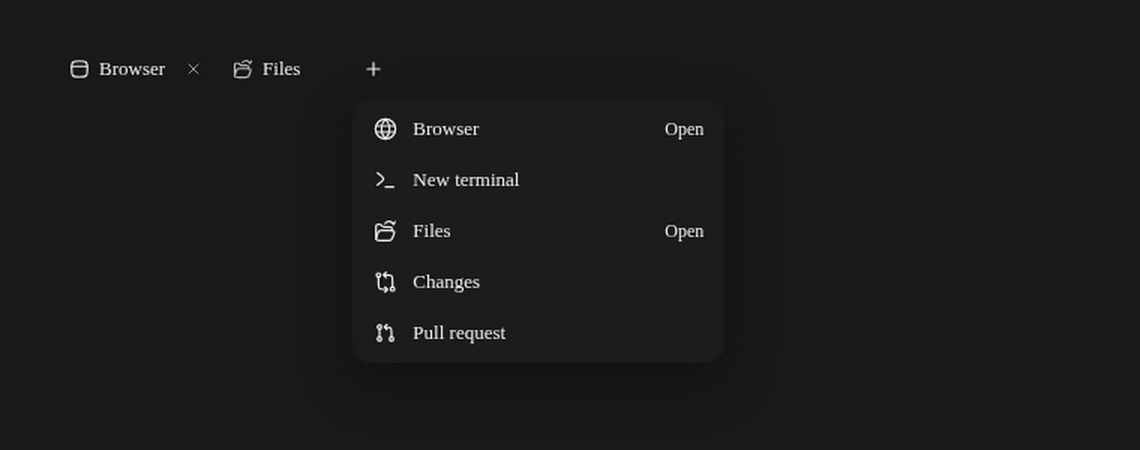 Browser Files
Browser Open
New terminal
Files Open
Changes
Pull request